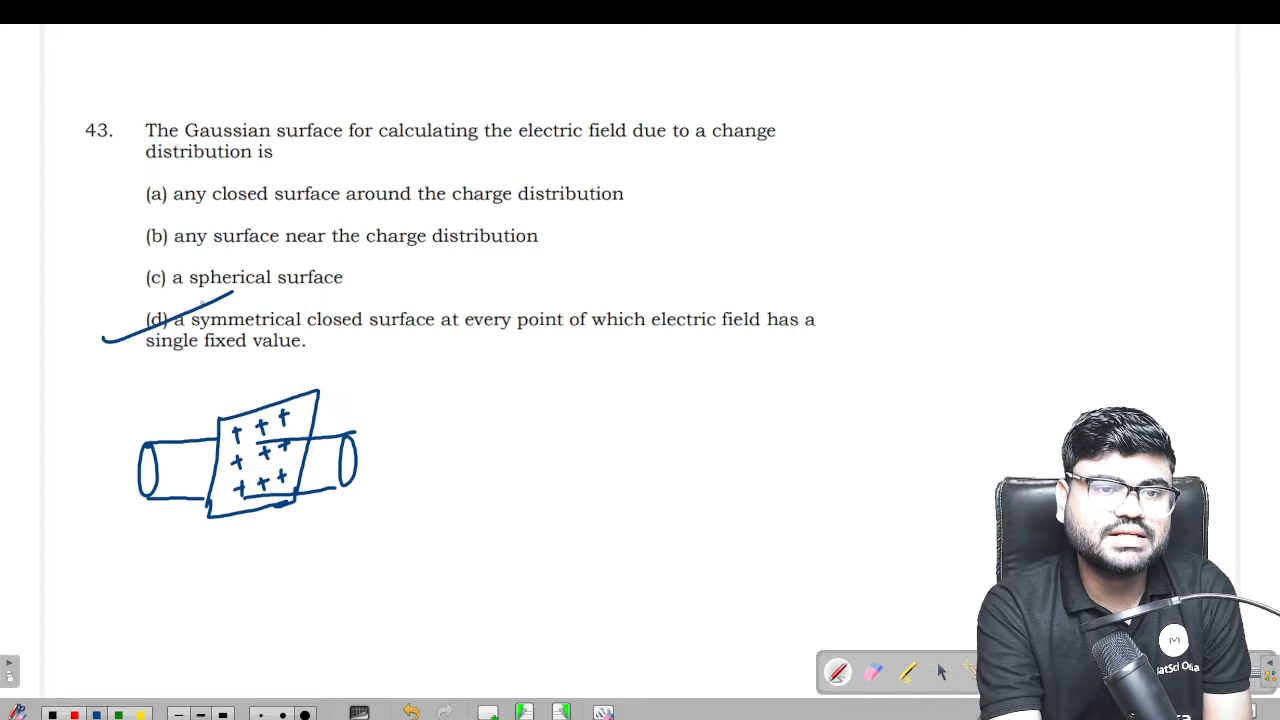 43. The Gaussian surface for calculating the electric field due to a change
distribution is
(a) any closed surface around the charge distribution
(b) any surface near the charge distribution
(c) a spherical surface
(d) a symmetrical closed surface at every point of which electric field has a
single fixed value.
+ + +
+ + +
+ + +
M